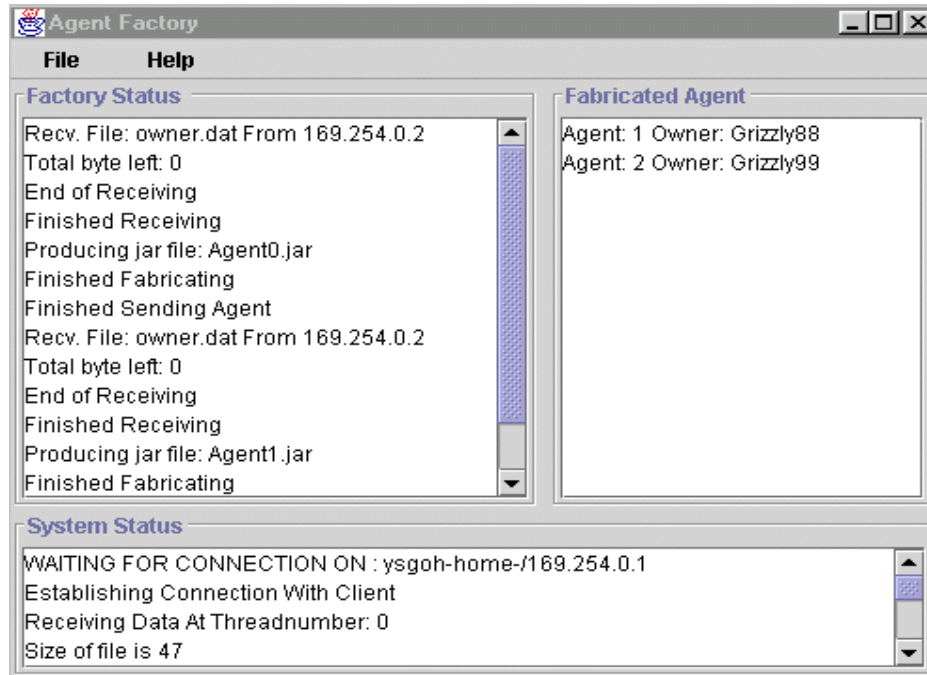 Agent Factory
File Help
Factory Status
Recv. File: owner.dat From 169.254.0.2
Total byte left: 0
End of Receiving
Finished Receiving
Producing jar file: Agent0.jar
Finished Fabricating
Finished Sending Agent
Recv. File: owner.dat From 169.254.0.2
Total byte left: 0
End of Receiving
Finished Receiving
Producing jar file: Agent1.jar
Finished Fabricating
Fabricated Agent
Agent: 1 Owner: Grizzly88
Agent: 2 Owner: Grizzly99
System Status
WAITING FOR CONNECTION ON : ysgoh-home-/169.254.0.1
Establishing Connection With Client
Receiving Data At Threadnumber: 0
Size of file is 47